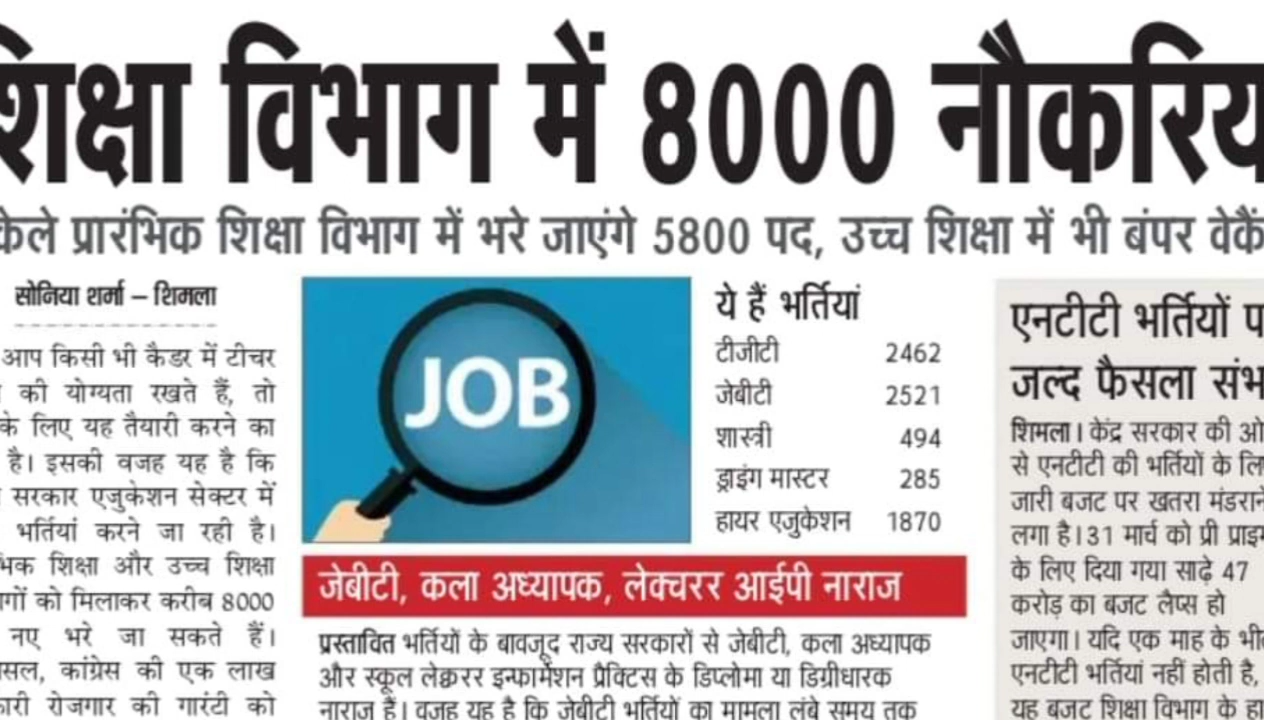 शिक्षा विभाग में 8000
प्रारंभिक शिक्षा विभाग में भरे जाएंगे 5800 पद, उच्च शिक्षा में भी बंपर
सोनिया शर्मा – शिमला
आप किसी भी कैडर में टीचर
की योग्यता रखते हैं, तो
के लिए यह तैयारी करने का
है। इसकी वजह यह है कि
सरकार एजुकेशन सेक्टर में
भर्तियां करने जा रही है।
शिक्षा और उच्च शिक्षा
को मिलाकर करीब 8000
नए भरे जा सकते हैं।
कांग्रेस की एक लाख
रोजगार की गारंटी को
JOB
ये हैं भर्तियां
टीजीटी 2462
जेबीटी 2521
शास्त्री 494
ड्राइंग मास्टर 285
हायर एजुकेशन 1870
जेबीटी, कला अध्यापक, लेक्चरर आईपी नाराज
प्रस्तावित भर्तियों के बावजूद राज्य सरकारों से जेबीटी, कला अध्यापक
और स्कूल लेक्चरर इन्फार्मेशन प्रैक्टिस के डिप्लोमा या डिग्रीधारक
नाराज हैं। वजह यह है कि जेबीटी भर्तियों का मामला लंबे समय तक
एनटीटी भर्तियों
जल्द फैसला
शिमला। केंद्र सरकार की
से एनटीटी की भर्तियों के
जारी बजट पर खतरा
लगा है। 31 मार्च को प्री
के लिए दिया गया साढ़े 47
करोड़ का बजट लैप्स हो
जाएगा। यदि एक माह के
एनटीटी भर्तियां नहीं होती है,
यह बजट शिक्षा विभाग के